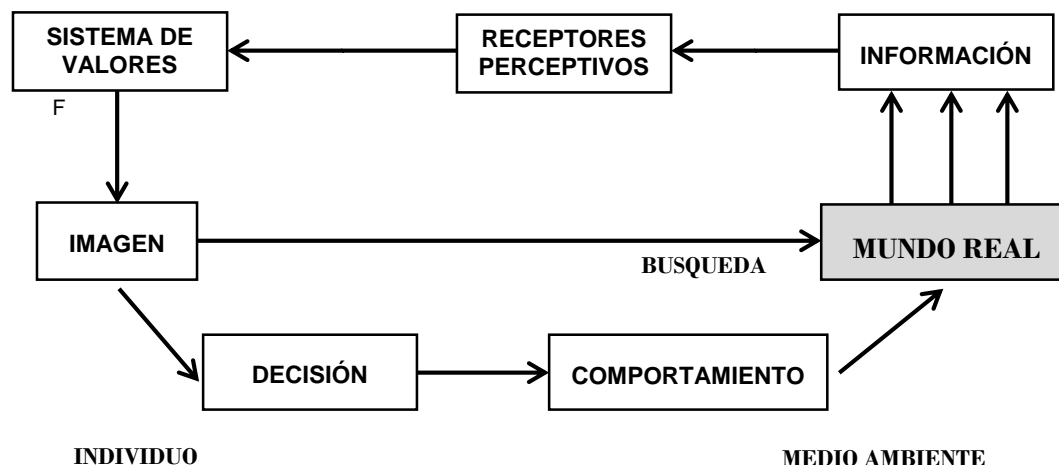 SISTEMA DE
VALORES
RECEPTORES
PERCEPTIVOS
INFORMACIÓN
F
IMAGEN
BUSQUEDA
MUNDO REAL
DECISIÓN
COMPORTAMIENTO
INDIVIDUO
MEDIO AMBIENTE